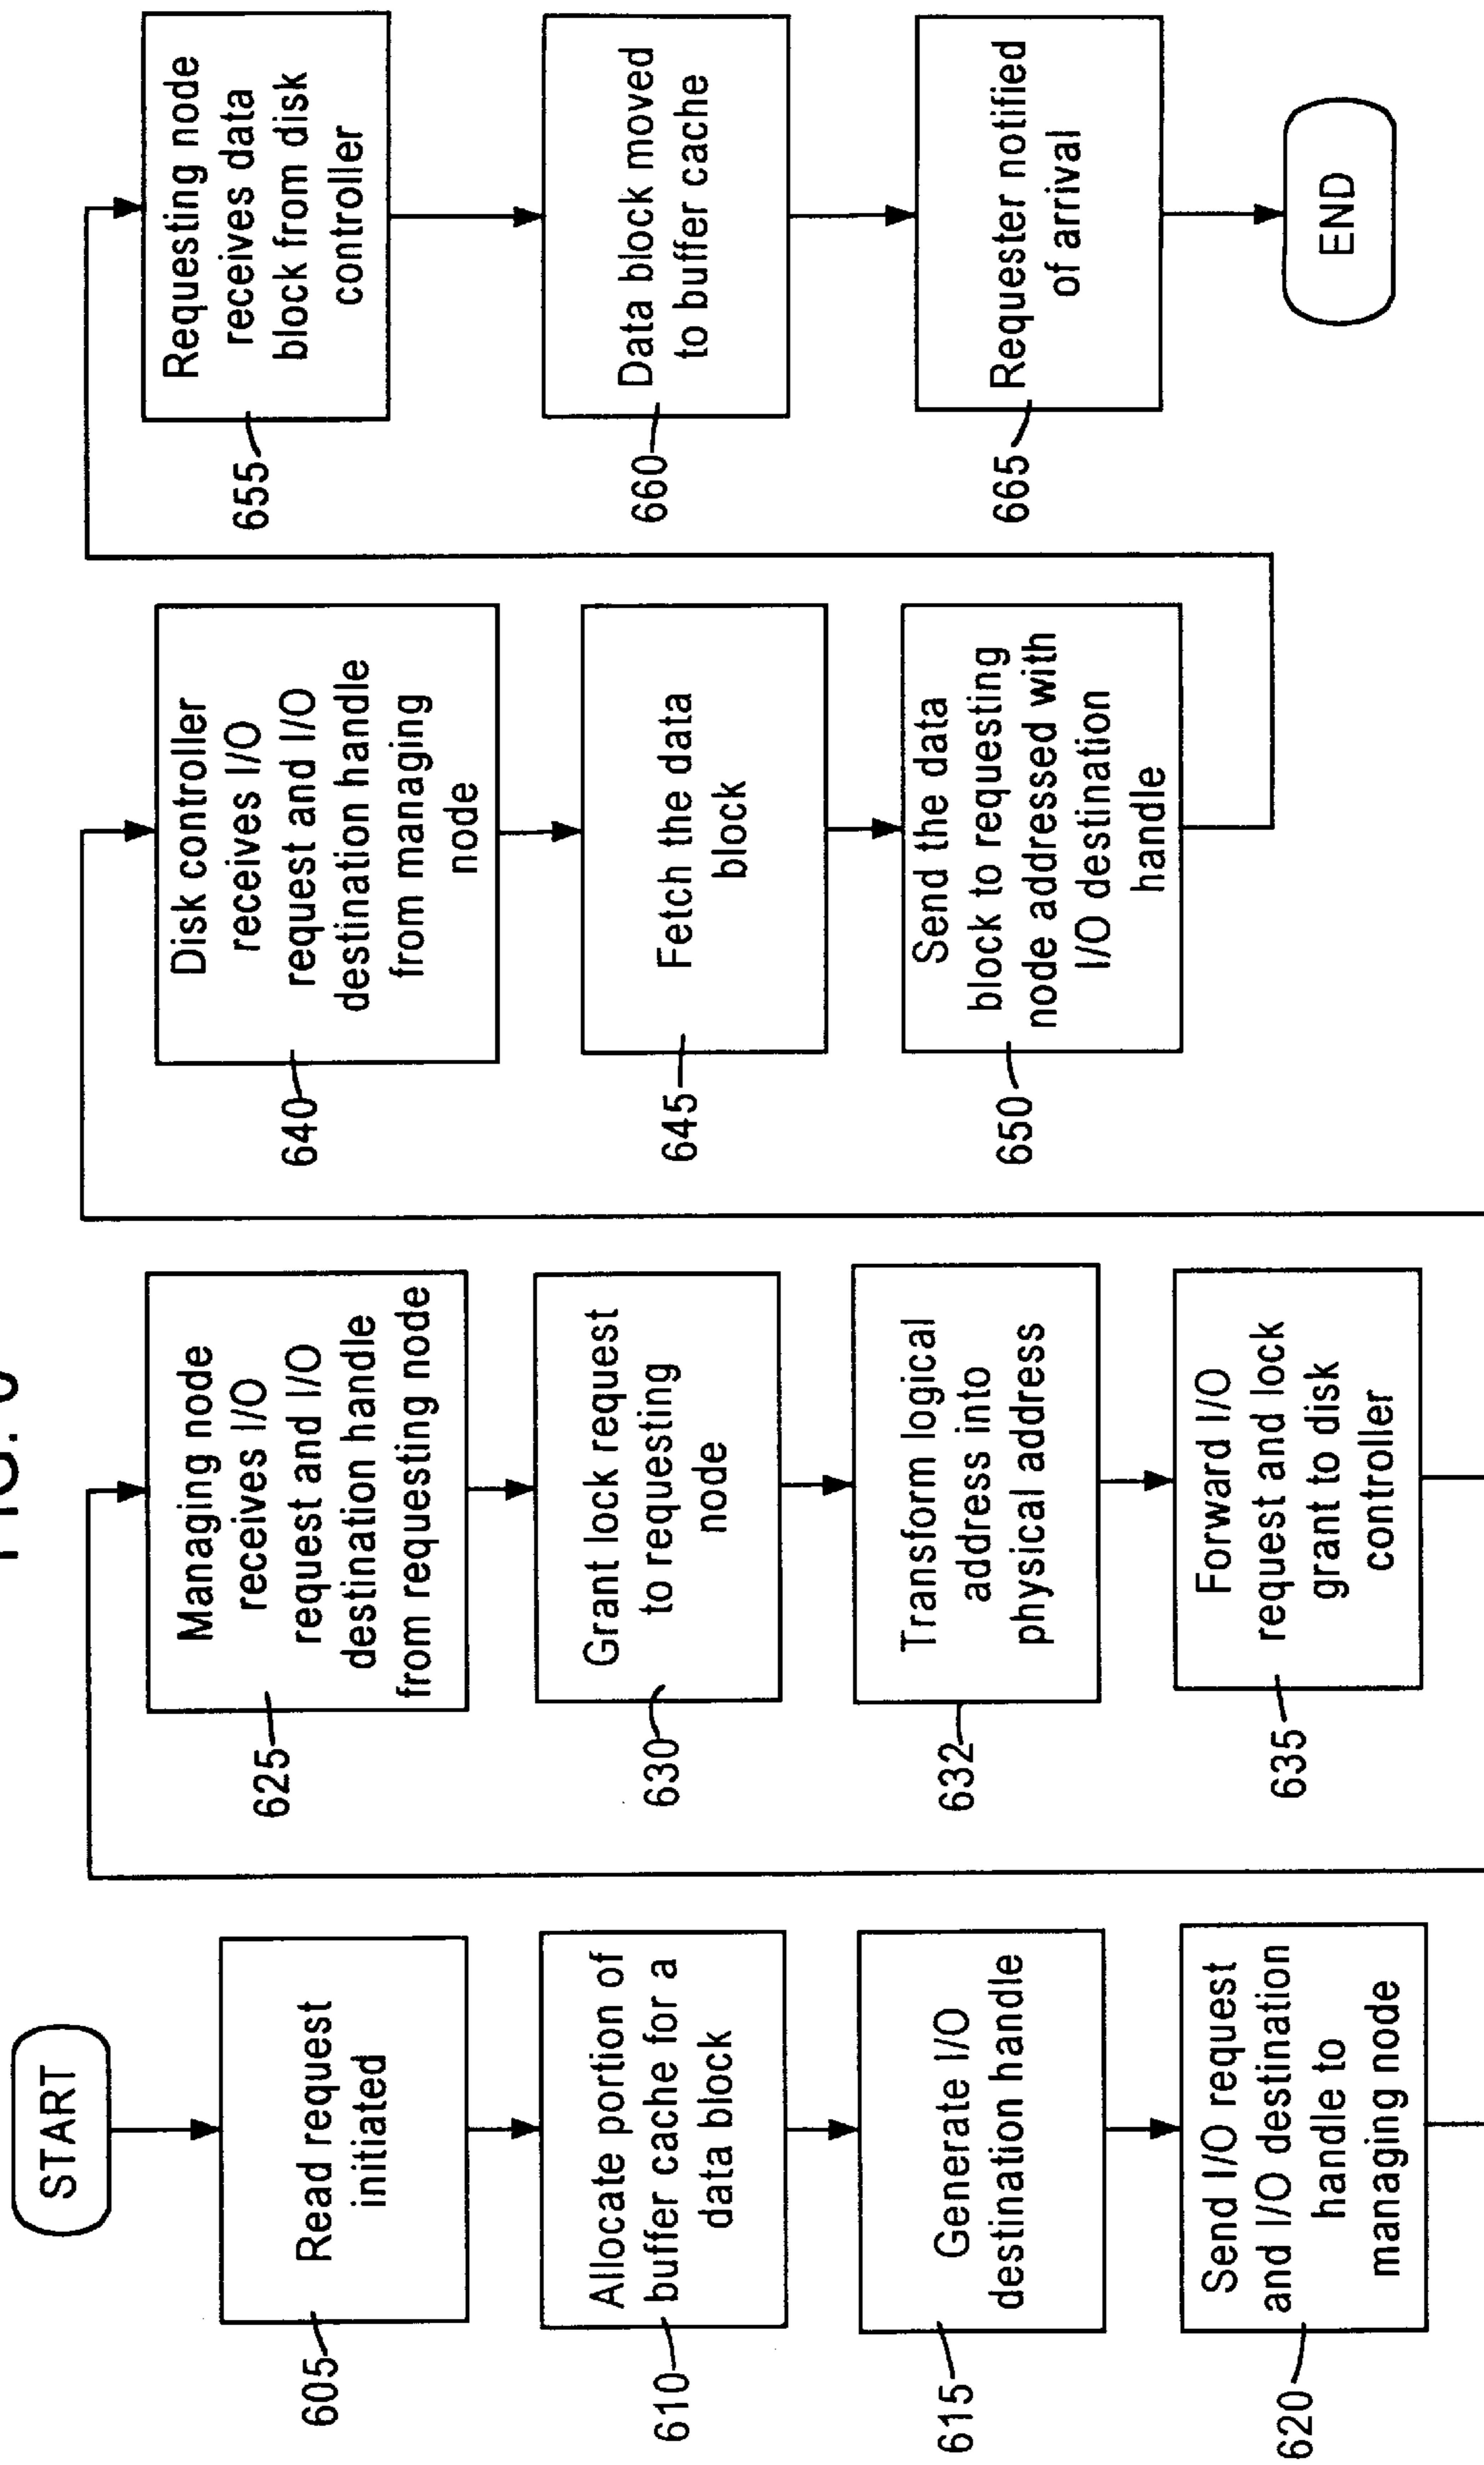 START
Read request
initiated
605
Allocate portion of
buffer cache for a
data block
610
Generate I/O
destination handle
615
Send I/O request
and I/O destination
handle to
managing node
620
Managing node
receives I/O
request and I/O
destination handle
from requesting node
625
Grant lock request
to requesting
node
630
Transform logical
address into
physical address
632
Forward I/O
request and lock
grant to disk
controller
635
Disk controller
receives I/O
request and I/O
destination handle
from managing
node
640
Fetch the data
block
645
Send the data
block to requesting
node addressed with
I/O destination
handle
650
Requesting node
receives data
block from disk
controller
655
Data block moved
to buffer cache
660
Requester notified
of arrival
665
END